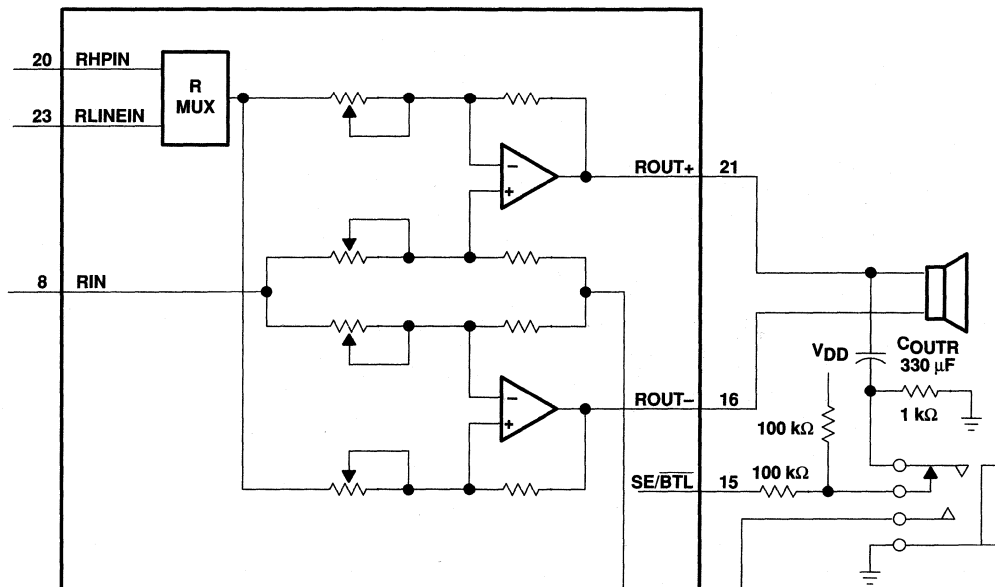 20 RHPIN
R
MUX
23 RLINEIN
−
+
ROUT+ 21
8 RIN
VDD
COUTR
330 µF
−
+
ROUT− 16
1 kΩ
100 kΩ
100 kΩ
SE/BTL 15